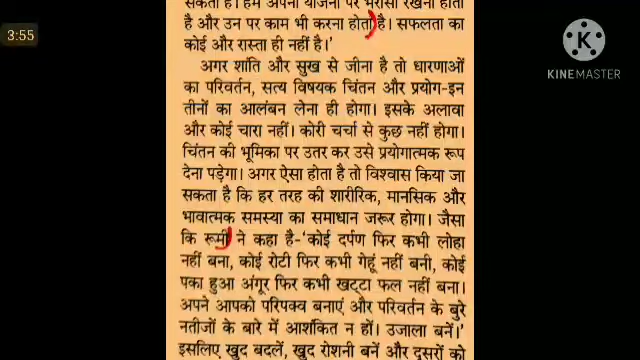 सकता है। हम अपनी योजना पर भरोसा रखना होता
है और उन पर काम भी करना होता है। सफलता का
कोई और रास्ता ही नहीं है।'
अगर शांति और सुख से जीना है तो धारणाओं
का परिवर्तन, सत्य विषयक चिंतन और प्रयोग-इन
तीनों का आलंबन लेना ही होगा। इसके अलावा
और कोई चारा नहीं। कोरी चर्चा से कुछ नहीं होगा।
चिंतन की भूमिका पर उतर कर उसे प्रयोगात्मक रूप
देना पड़ेगा। अगर ऐसा होता है तो विश्वास किया जा
सकता है कि हर तरह की शारीरिक, मानसिक और
भावात्मक समस्या का समाधान जरूर होगा। जैसा
कि रूमी ने कहा है-'कोई दर्पण फिर कभी लोहा
नहीं बना, कोई रोटी फिर कभी गेहूं नहीं बनी, कोई
पका हुआ अंगूर फिर कभी खट्टा फल नहीं बना।
अपने आपको परिपक्व बनाएं और परिवर्तन के बुरे
नतीजों के बारे में आशंकित न हों। उजाला बनें।'
इसलिए खुद बदलें, खुद रोशनी बनें और दूसरों को
3:55
KINEMASTER